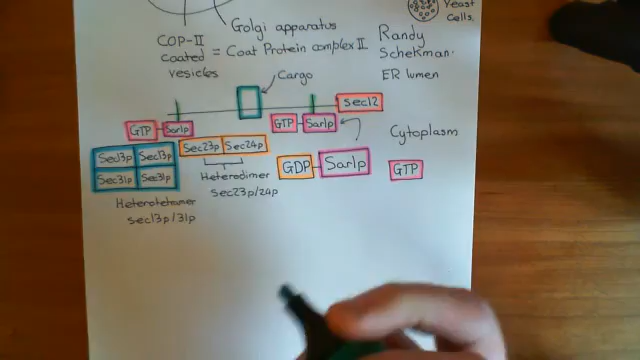 Golgi apparatus
Yeast
Cells.
COP-II
coated
vesicles
= Coat Protein complex II
Randy
Schekman.
Cargo
ER lumen
Sec12
GTP
Sar1p
GTP
Sar1p
Cytoplasm
Sec13p
Sec13p
Sec31p
Sec31p
Sec23p
Sec24p
GDP
Sar1p
GTP
Heterodimer
Sec23p/24p
Heterotetramer
Sec13p/31p